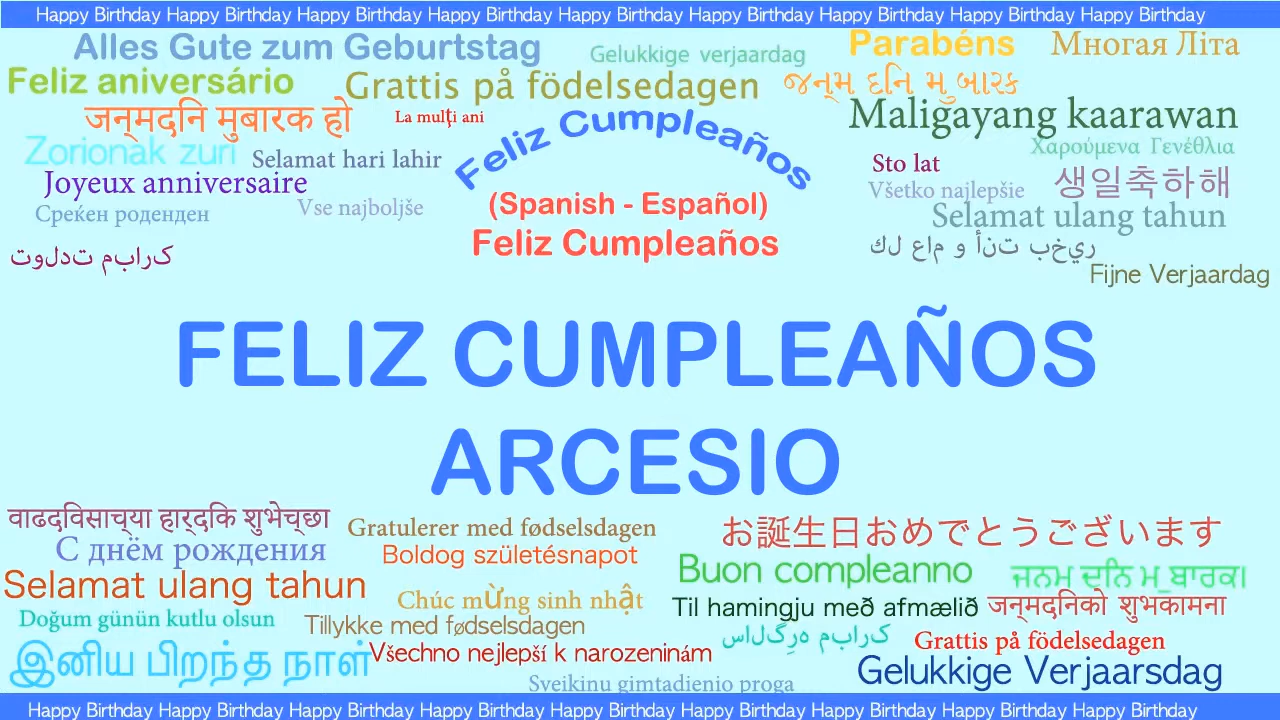 Happy Birthday Happy Birthday Happy Birthday Happy Birthday Happy Birthday Happy Birthday Happy Birthday Happy Birthday Happy Birthday
Alles Gute zum Geburtstag
Gelukkige verjaardag
Parabéns
Многая Літа
Feliz aniversário
Grattis på födelsedagen
જન્મ દિન મુબારક
जन्मदिन मुबारक हो
La mulţi ani
Feliz Cumpleaños
Maligayang kaarawan
Zorionak zuri
Selamat hari lahir
Sto lat
Χαρούμενα Γενέθλια
Joyeux anniversaire
(Spanish - Español)
Všetko najlepšie
생일축하해
Среќен роденден
Vse najboljše
Selamat ulang tahun
Feliz Cumpleaños
تولدت مبارک
كل عام و أنت بخير
Fijne Verjaardag
FELIZ CUMPLEAÑOS
ARCESIO
वाढदिवसाच्या हार्दिक शुभेच्छा
Gratulerer med fødselsdagen
お誕生日おめでとうございます
С днём рождения
Boldog születésnapot
Buon compleanno
ਜਨਮ ਦਿਨ ਮੁਬਾਰਕ।
Selamat ulang tahun
Chúc mừng sinh nhật
Til hamingju með afmælið
जन्मदिनको शुभकामना
Doğum günün kutlu olsun
Tillykke med fødselsdagen
سالگرہ مبارک
Grattis på födelsedagen
இனிய பிறந்த நாள்
Všechno nejlepší k narozeninám
Gelukkige Verjaarsdag
Sveikinu gimtadienio proga
Happy Birthday Happy Birthday Happy Birthday Happy Birthday Happy Birthday Happy Birthday Happy Birthday Happy Birthday Happy Birthday